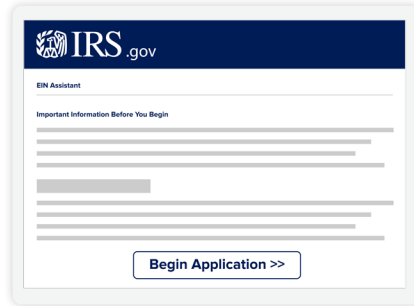 IRS.gov
EIN Assistant
Important Information Before You Begin
Begin Application >>